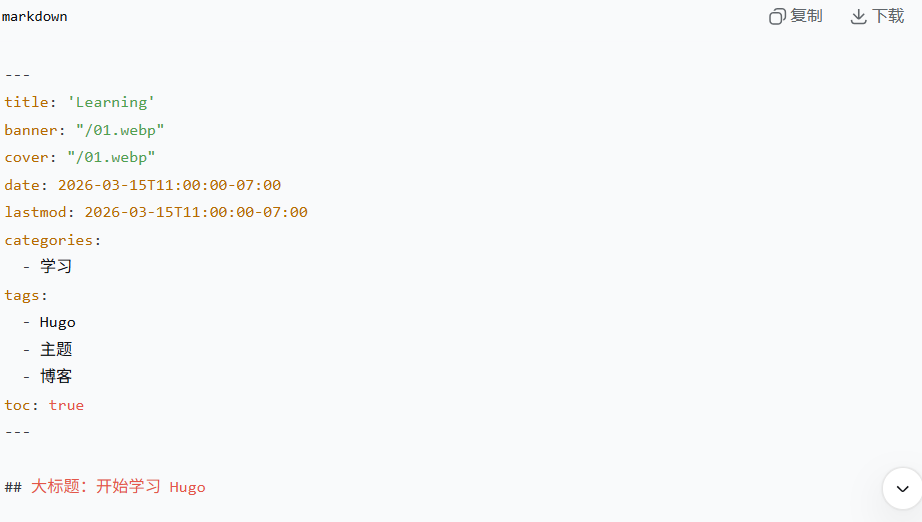 markdown
复制
下载
---
title: 'Learning'
banner: "/01.webp"
cover: "/01.webp"
date: 2026-03-15T11:00:00-07:00
lastmod: 2026-03-15T11:00:00-07:00
categories:
  - 学习
tags:
  - Hugo
  - 主题
  - 博客
toc: true
---
## 大标题：开始学习 Hugo